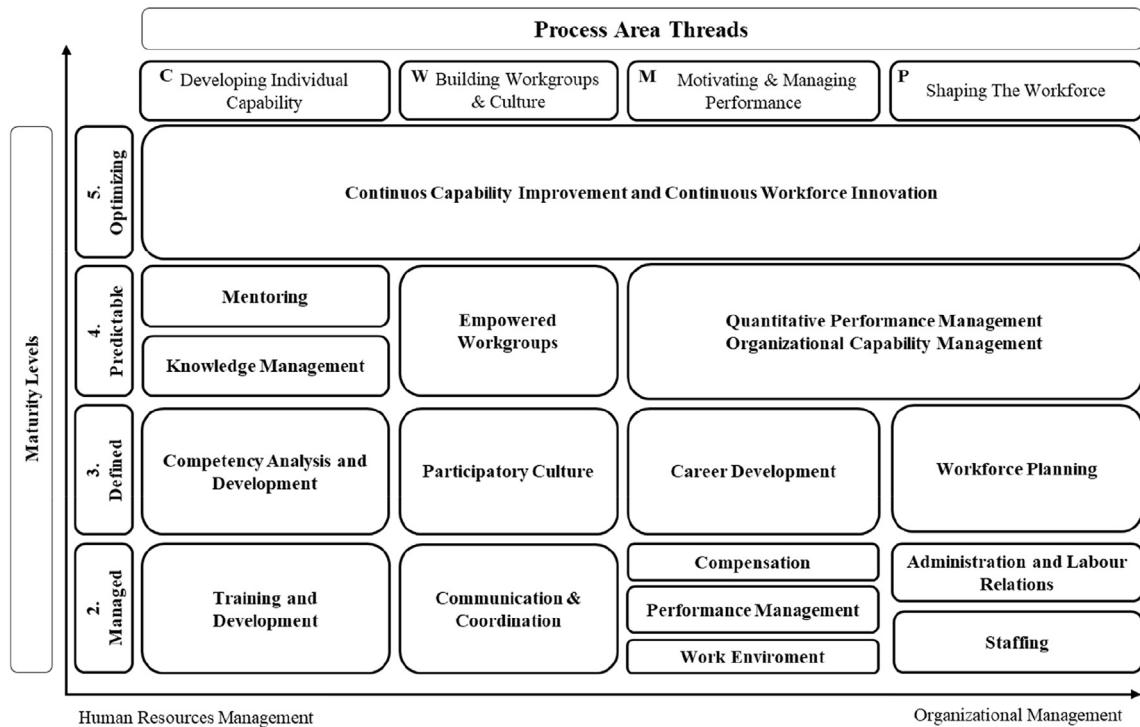 Process Area Threads
C Developing Individual
Capability
W Building Workgroups
& Culture
M Motivating & Managing
Performance
P Shaping The Workforce
Maturity Levels
5.
Optimizing
Continuos Capability Improvement and Continuous Workforce Innovation
4.
Predictable
Mentoring
Knowledge Management
Empowered
Workgroups
Quantitative Performance Management
Organizational Capability Management
3.
Defined
Competency Analysis and
Development
Participatory Culture
Career Development
Workforce Planning
2.
Managed
Training and
Development
Communication &
Coordination
Compensation
Performance Management
Work Enviroment
Administration and Labour
Relations
Staffing
Human Resources Management
Organizational Management